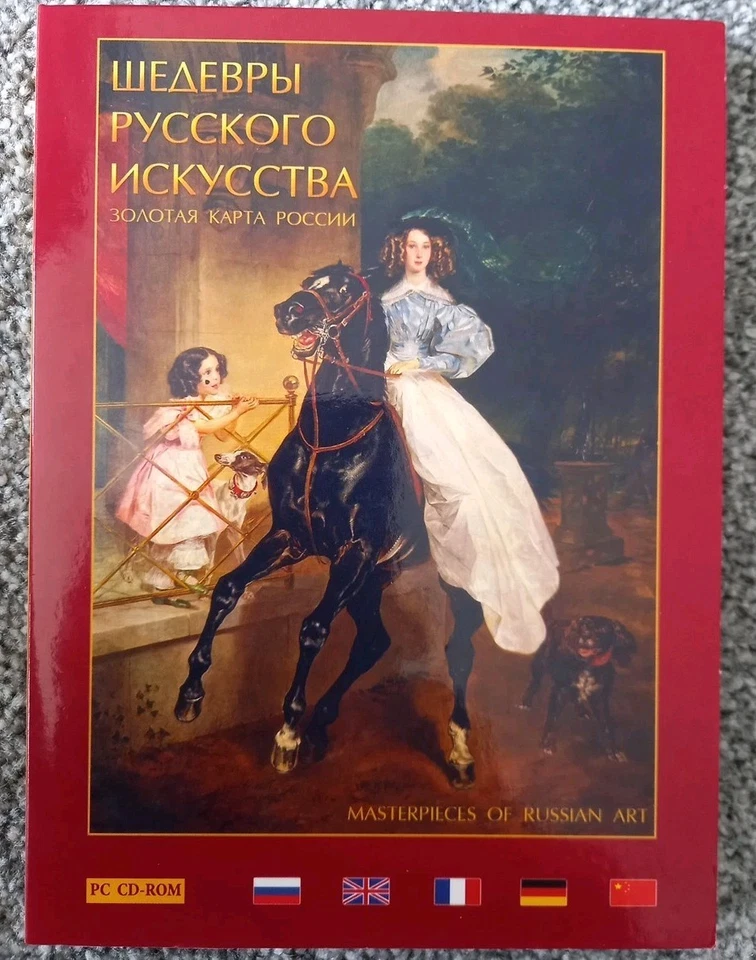 ШЕДЕВРЫ
РУССКОГО
ИСКУССТВА
ЗОЛОТАЯ КАРТА РОССИИ
MASTERPIECES OF RUSSIAN ART
PC CD-ROM